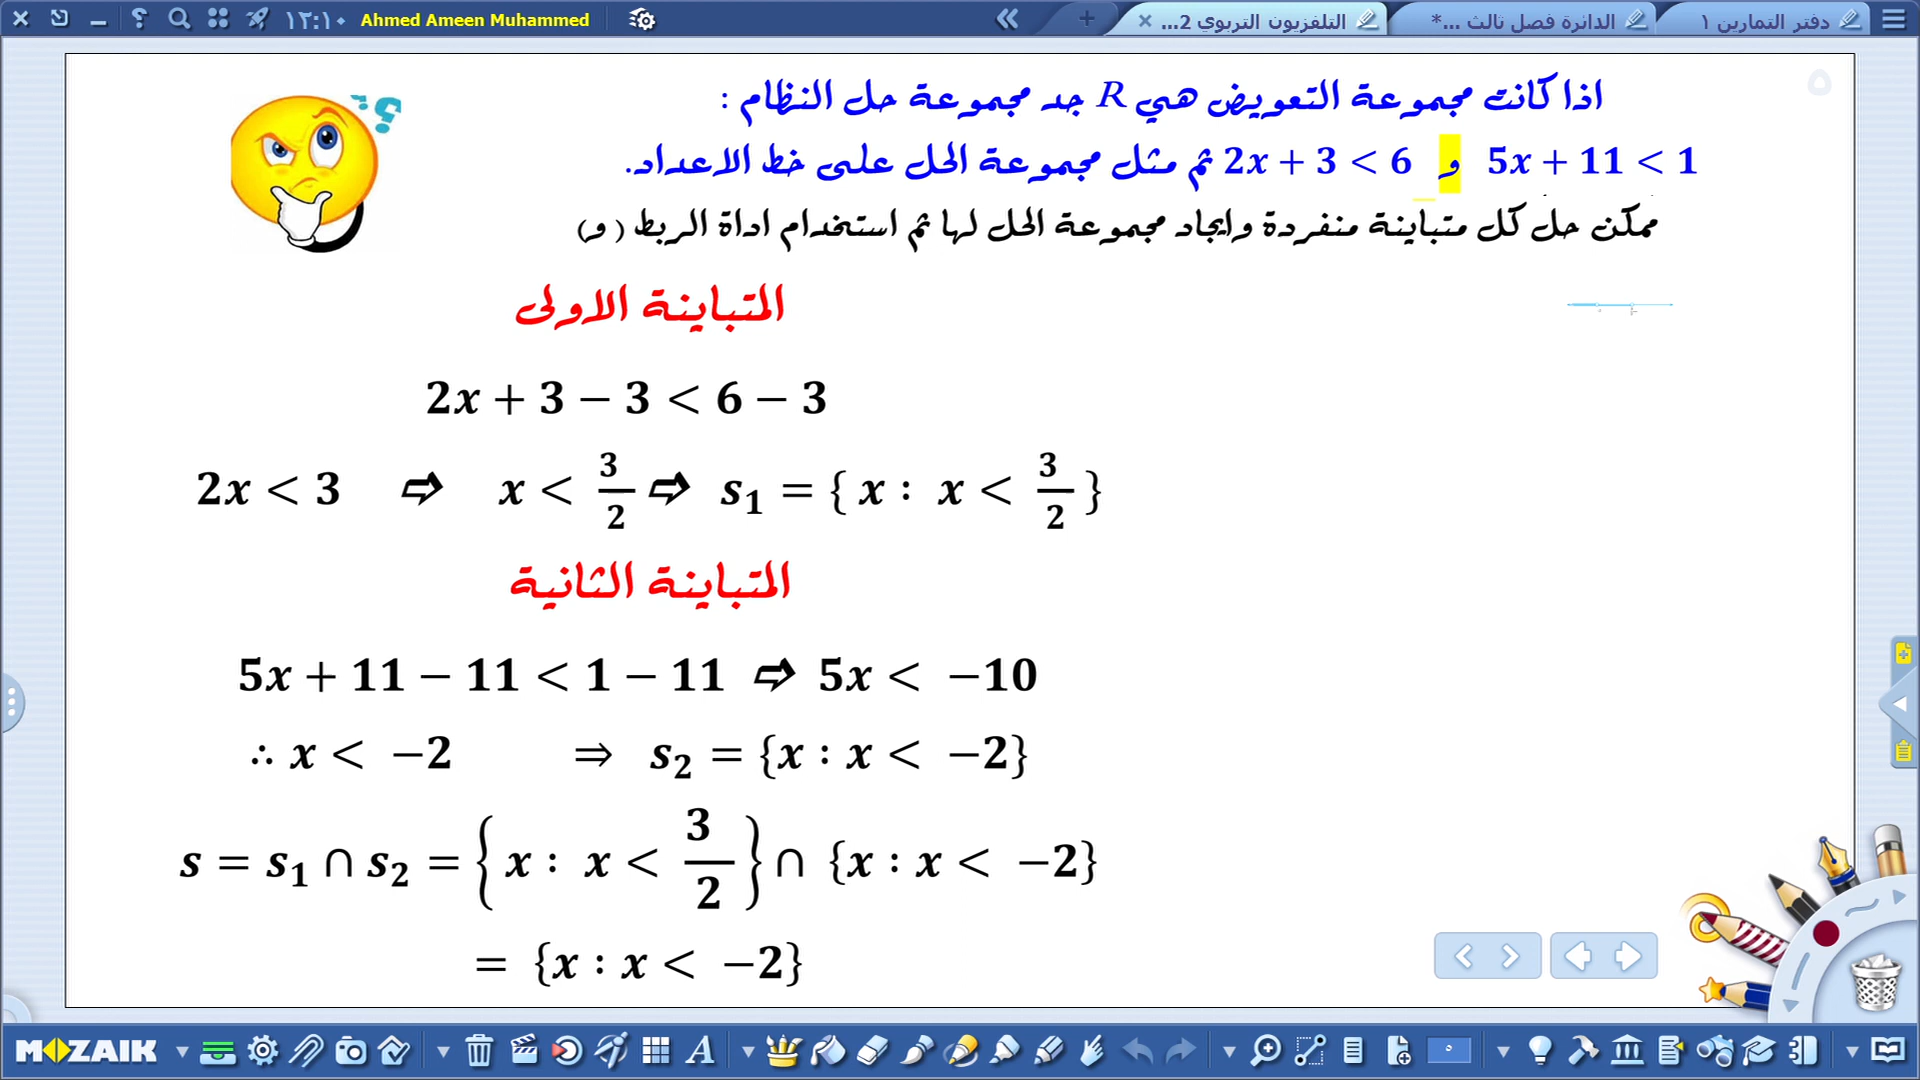 ١٣:١٠ Ahmed Ameen Muhammed
التلفزيون التربوي 2...
الدائرة فصل ثالث ...*
دفتر التمارين ١
٥
اذا كانت مجموعة التعويض هي R جد مجموعة حل النظام :
5x + 11 < 1 و 2x + 3 < 6 ثم مثل مجموعة الحل على خط الاعداد.
ممكن حل كل متباينة منفردة وايجاد مجموعة الحل لها ثم استخدام اداة الربط ( و)
المتباينة الاولى
2x + 3 − 3 < 6 − 3
2x < 3 ⇨ x < 3/2 ⇨ s₁ = { x : x < 3/2 }
المتباينة الثانية
5x + 11 − 11 < 1 − 11 ⇨ 5x < −10
∴ x < −2 ⇒ s₂ = {x : x < −2}
s = s₁ ∩ s₂ = {x : x < 3/2} ∩ {x : x < −2}
= {x : x < −2}
MOZAIK